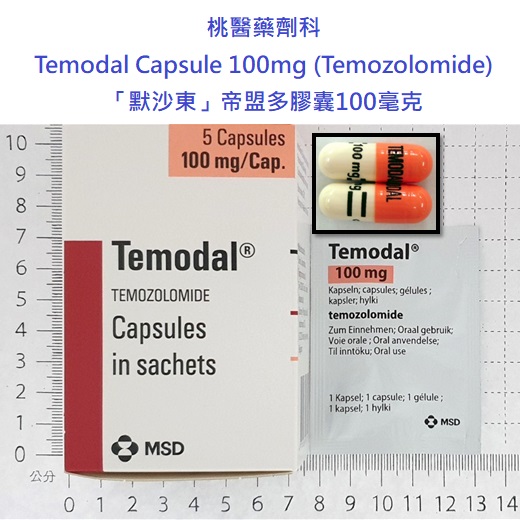 桃醫藥劑科
Temodal Capsule 100mg (Temozolomide)
「默沙東」帝盟多膠囊100毫克
5 Capsules
100 mg/Cap.
Temodal®
TEMOZOLOMIDE
Capsules
in sachets
MSD
100 mg
TEMODAL
Temodal®
100 mg
Kapseln; capsules; gélules ;
kapsler; hylki
temozolomide
Zum Einnehmen; Oraal gebruik;
Voie orale ; Oral anvendelse;
Til inntöku; Oral use
1 Kapsel; 1 capsule; 1 gélule ;
1 kapsel; 1 hylki
MSD
10
9
8
7
6
5
4
3
2
1
0
公分
0 1 2 3 4 5 6 7 8 9 10 11 12 13 14